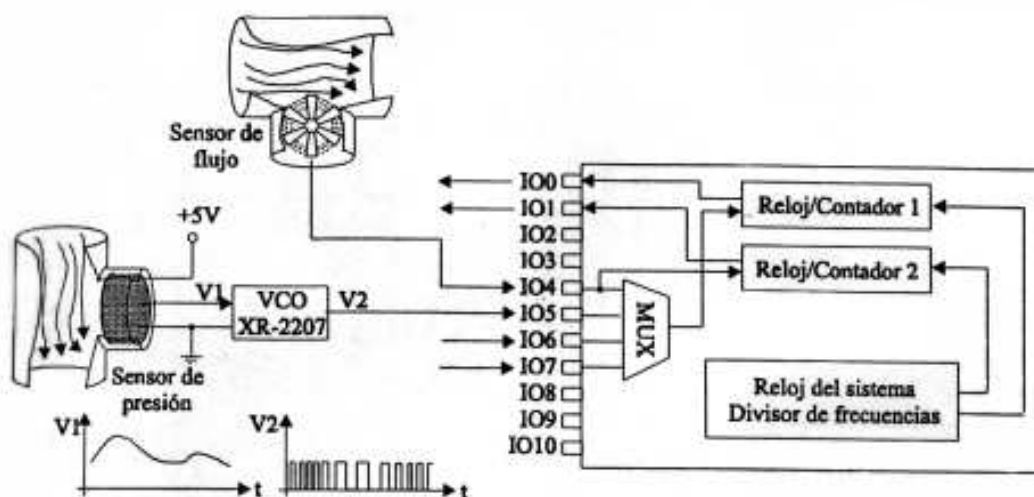 Sensor de
flujo
+5V
V1
VCO
XR-2207
V2
Sensor de
presión
V1
t
V2
t
IO0
IO1
IO2
IO3
IO4
IO5
IO6
IO7
IO8
IO9
IO10
MUX
Reloj/Contador 1
Reloj/Contador 2
Reloj del sistema
Divisor de frecuencias